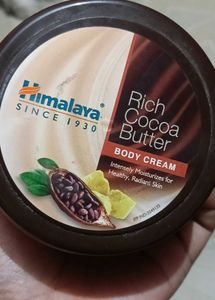 Himalaya
SINCE 1930
Rich
Cocoa
Butter
BODY CREAM
Intensely Moisturizes for
Healthy, Radiant Skin